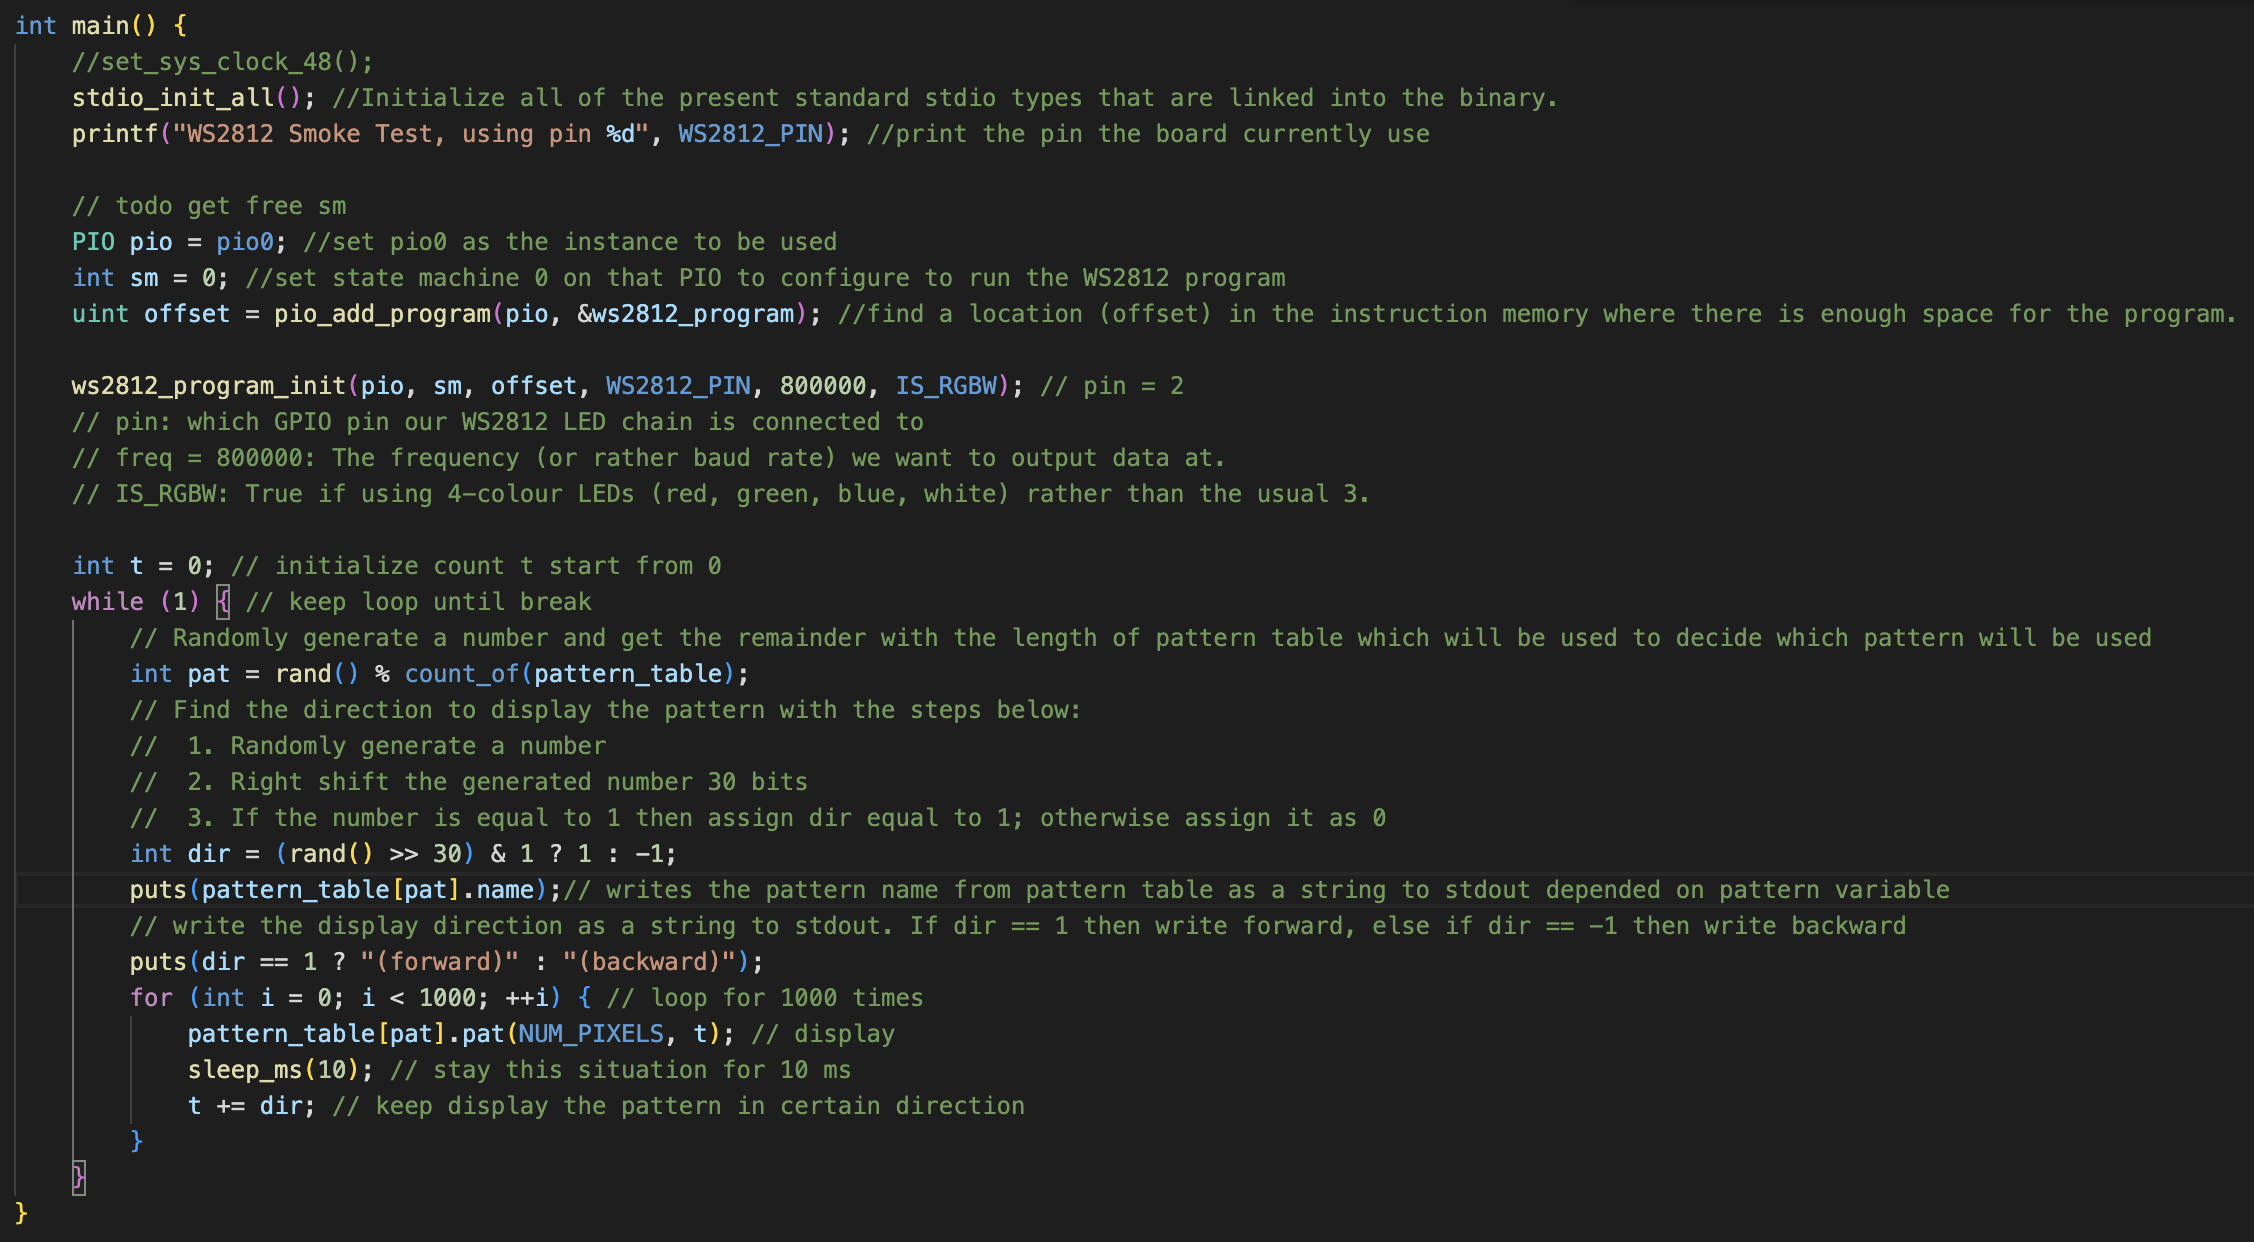 int main() {
    //set_sys_clock_48();
    stdio_init_all(); //Initialize all of the present standard stdio types that are linked into the binary.
    printf("WS2812 Smoke Test, using pin %d", WS2812_PIN); //print the pin the board currently use

    // todo get free sm
    PIO pio = pio0; //set pio0 as the instance to be used
    int sm = 0; //set state machine 0 on that PIO to configure to run the WS2812 program
    uint offset = pio_add_program(pio, &ws2812_program); //find a location (offset) in the instruction memory where there is enough space for the program.

    ws2812_program_init(pio, sm, offset, WS2812_PIN, 800000, IS_RGBW); // pin = 2
    // pin: which GPIO pin our WS2812 LED chain is connected to
    // freq = 800000: The frequency (or rather baud rate) we want to output data at.
    // IS_RGBW: True if using 4-colour LEDs (red, green, blue, white) rather than the usual 3.

    int t = 0; // initialize count t start from 0
    while (1) { // keep loop until break
        // Randomly generate a number and get the remainder with the length of pattern table which will be used to decide which pattern will be used
        int pat = rand() % count_of(pattern_table);
        // Find the direction to display the pattern with the steps below:
        //  1. Randomly generate a number
        //  2. Right shift the generated number 30 bits
        //  3. If the number is equal to 1 then assign dir equal to 1; otherwise assign it as 0
        int dir = (rand() >> 30) & 1 ? 1 : -1;
        puts(pattern_table[pat].name);// writes the pattern name from pattern table as a string to stdout depended on pattern variable
        // write the display direction as a string to stdout. If dir == 1 then write forward, else if dir == -1 then write backward
        puts(dir == 1 ? "(forward)" : "(backward)");
        for (int i = 0; i < 1000; ++i) { // loop for 1000 times
            pattern_table[pat].pat(NUM_PIXELS, t); // display
            sleep_ms(10); // stay this situation for 10 ms
            t += dir; // keep display the pattern in certain direction
        }
    }
}